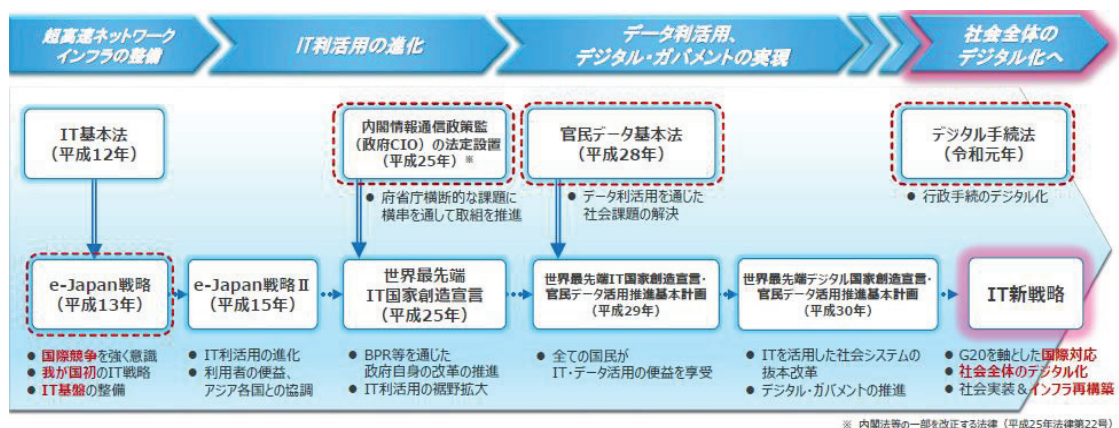 超高速ネットワーク
インフラの整備
IT利活用の進化
データ利活用、
デジタル・ガバメントの実現
社会全体の
デジタル化へ
IT基本法
(平成12年)
内閣情報通信政策監
(政府CIO)の法定設置
(平成25年)※
● 府省庁横断的な課題に
横串を通して取組を推進
官民データ基本法
(平成28年)
● データ利活用を通じた
社会課題の解決
デジタル手続法
(令和元年)
● 行政手続のデジタル化
e-Japan戦略
(平成13年)
● 国際競争を強く意識
● 我が国初のIT戦略
● IT基盤の整備
e-Japan戦略Ⅱ
(平成15年)
● IT利活用の進化
● 利用者の便益、
アジア各国との協調
世界最先端
IT国家創造宣言
(平成25年)
● BPR等を通じた
政府自身の改革の推進
● IT利活用の裾野拡大
世界最先端IT国家創造宣言・
官民データ活用推進基本計画
(平成29年)
● 全ての国民が
IT・データ活用の便益を享受
世界最先端デジタル国家創造宣言・
官民データ活用推進基本計画
(平成30年)
● ITを活用した社会システムの
抜本改革
● デジタル・ガバメントの推進
IT新戦略
● G20を軸とした国際対応
● 社会全体のデジタル化
● 社会実装&インフラ再構築
※ 内閣法等の一部を改正する法律(平成25年法律第22号)